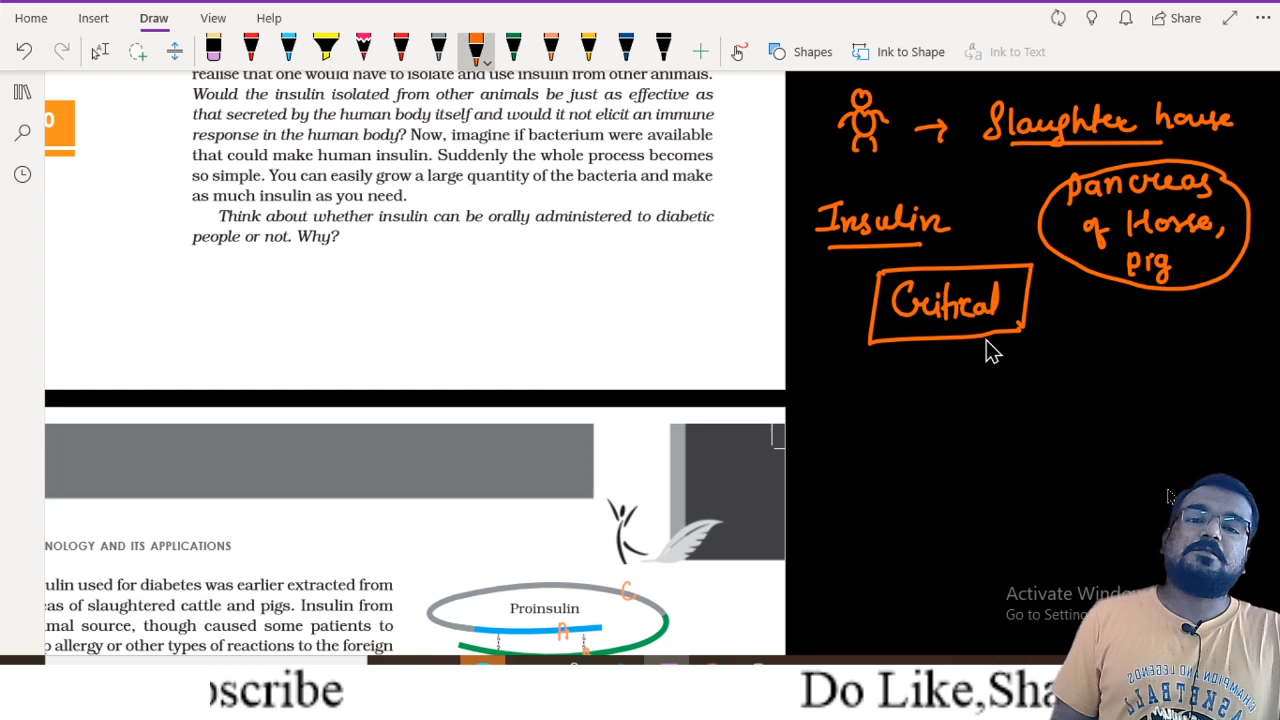 Home Insert Draw View Help Share
Shapes Ink to Shape Ink to Text
realise that one would have to isolate and use insulin from other animals.
Would the insulin isolated from other animals be just as effective as
that secreted by the human body itself and would it not elicit an immune
response in the human body? Now, imagine if bacterium were available
that could make human insulin. Suddenly the whole process becomes
so simple. You can easily grow a large quantity of the bacteria and make
as much insulin as you need.
Think about whether insulin can be orally administered to diabetic
people or not. Why?
0
Slaughter house
Pancreas
of Horse,
pig
Insulin
Critical
NOLOGY AND ITS APPLICATIONS
ulin used for diabetes was earlier extracted from
eas of slaughtered cattle and pigs. Insulin from
mal source, though caused some patients to
p allergy or other types of reactions to the foreign
Proinsulin
C
A
Activate Windo
Go to Setting
bscribe
Do Like,Sha